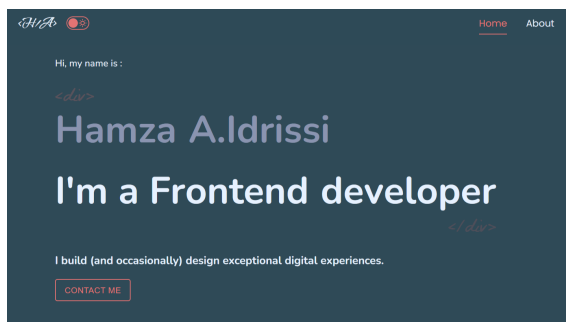 <H/A>
Home About
Hi, my name is :
<div>
Hamza A.Idrissi
I'm a Frontend developer
</div>
I build (and occasionally) design exceptional digital experiences.
CONTACT ME